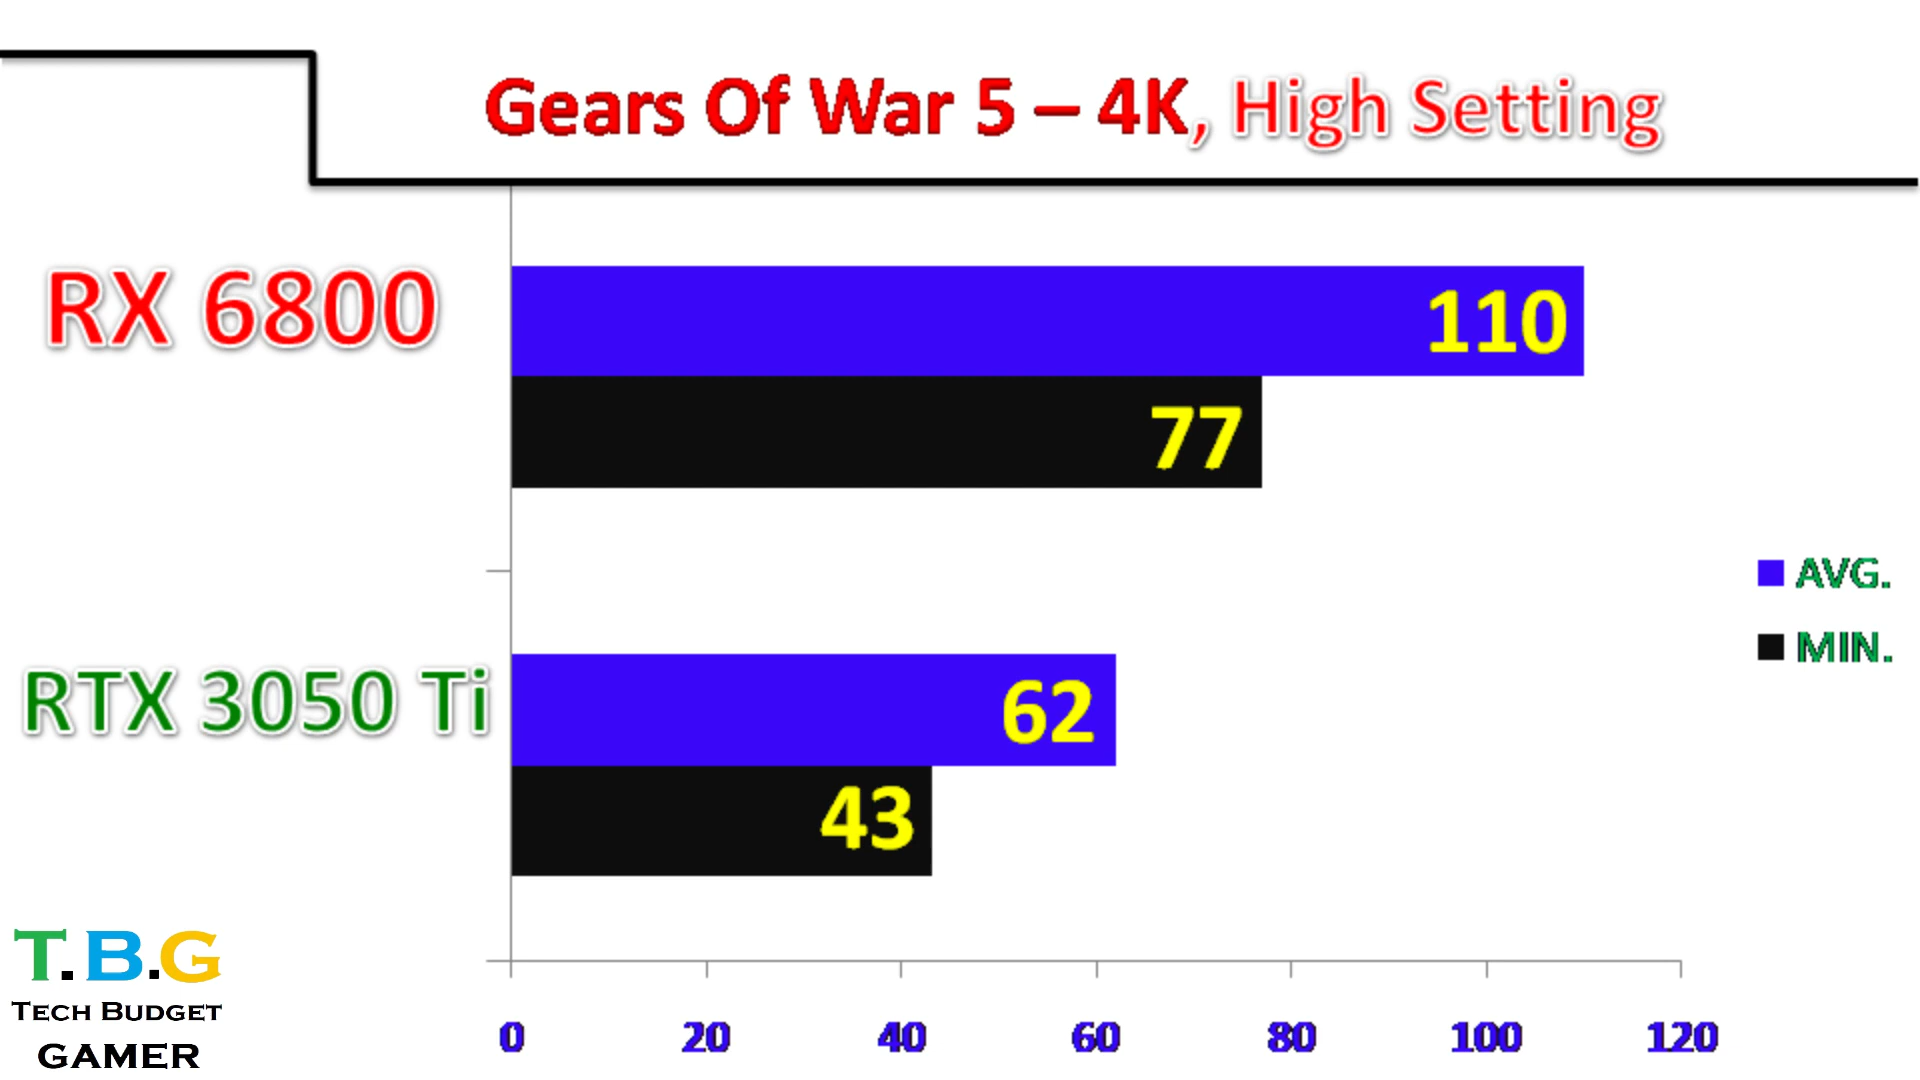 Gears Of War 5 – 4K, High Setting
RX 6800
110
77
AVG.
MIN.
RTX 3050 Ti
62
43
T.B.G
TECH BUDGET
GAMER
0 20 40 60 80 100 120